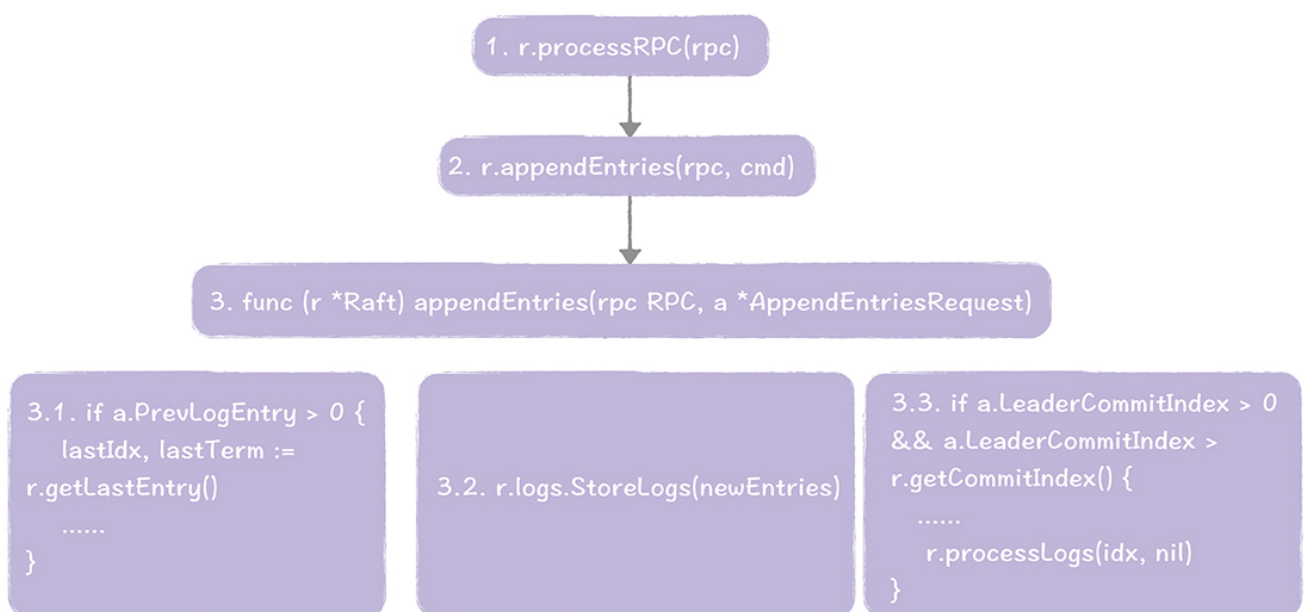 1. r.processRPC(rpc)
2. r.appendEntries(rpc, cmd)
3. func (r *Raft) appendEntries(rpc RPC, a *AppendEntriesRequest)
3.1. if a.PrevLogEntry > 0 {
lastIdx, lastTerm :=
r.getLastEntry()
......
}
3.2. r.logs.StoreLogs(newEntries)
3.3. if a.LeaderCommitIndex > 0
&& a.LeaderCommitIndex >
r.getCommitIndex() {
......
r.processLogs(idx, nil)
}